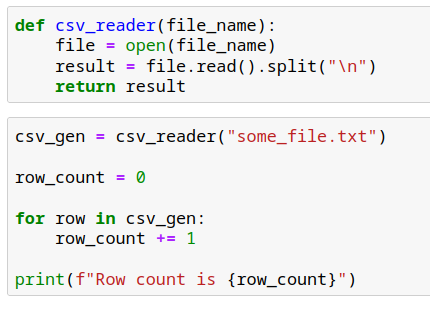 def csv_reader(file_name):
    file = open(file_name)
    result = file.read().split("\n")
    return result
csv_gen = csv_reader("some_file.txt")
row_count = 0
for row in csv_gen:
    row_count += 1
print(f"Row count is {row_count}")